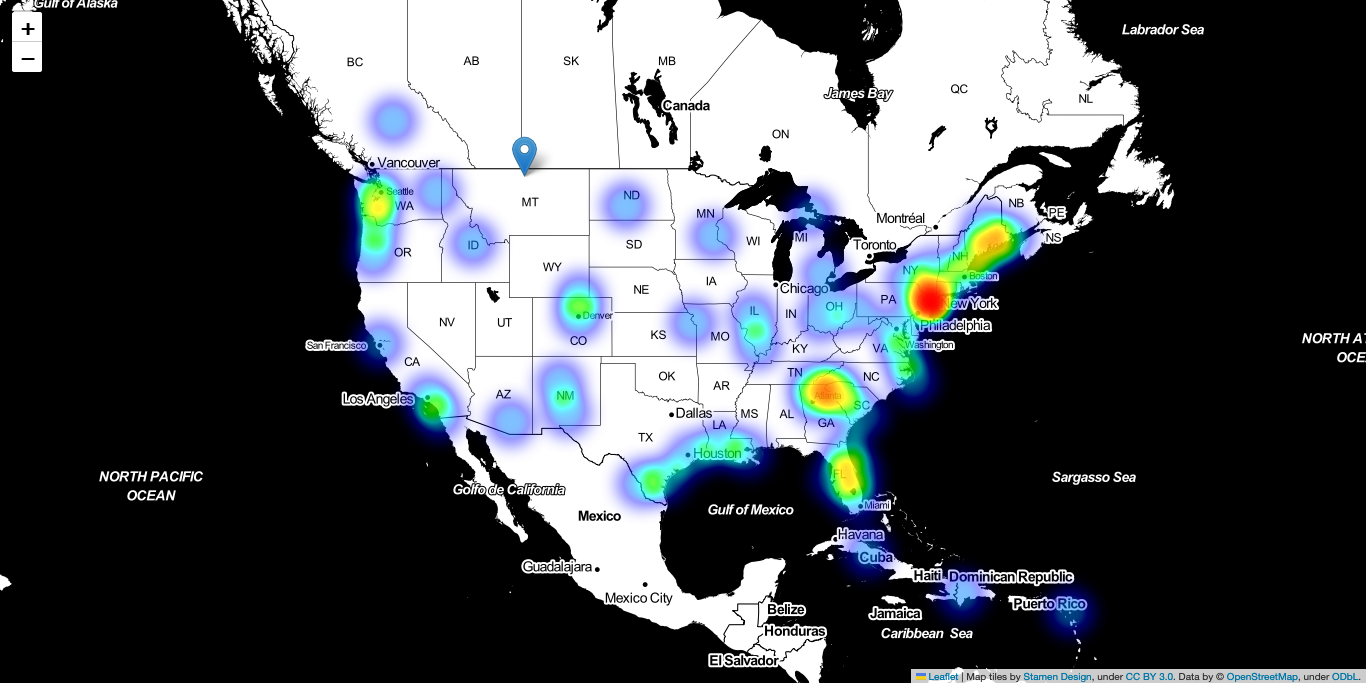 Gulf of Alaska
+
−
Labrador Sea
BC
AB
SK
MB
Canada
James Bay
QC
NL
ON
Vancouver
Seattle
WA
MT
ND
MN
WI
MI
Montréal
Toronto
NB
PE
NS
OR
ID
SD
WY
IA
Chicago
NY
NH
Boston
NE
IL
IN
OH
PA
New York
Philadelphia
NV
UT
Denver
CO
KS
MO
KY
VA
Washington
San Francisco
CA
NORTH AT
OCE
Los Angeles
AZ
NM
OK
AR
TN
NC
Atlanta
SC
Dallas
MS
AL
GA
TX
LA
Houston
FL
Miami
NORTH PACIFIC
OCEAN
Golfo de California
Sargasso Sea
Mexico
Gulf of Mexico
Havana
Cuba
Guadalajara
Haiti
Dominican Republic
Mexico City
Belize
Jamaica
Puerto Rico
Honduras
Caribbean Sea
El Salvador
Leaflet | Map tiles by Stamen Design, under CC BY 3.0. Data by © OpenStreetMap, under ODbL.